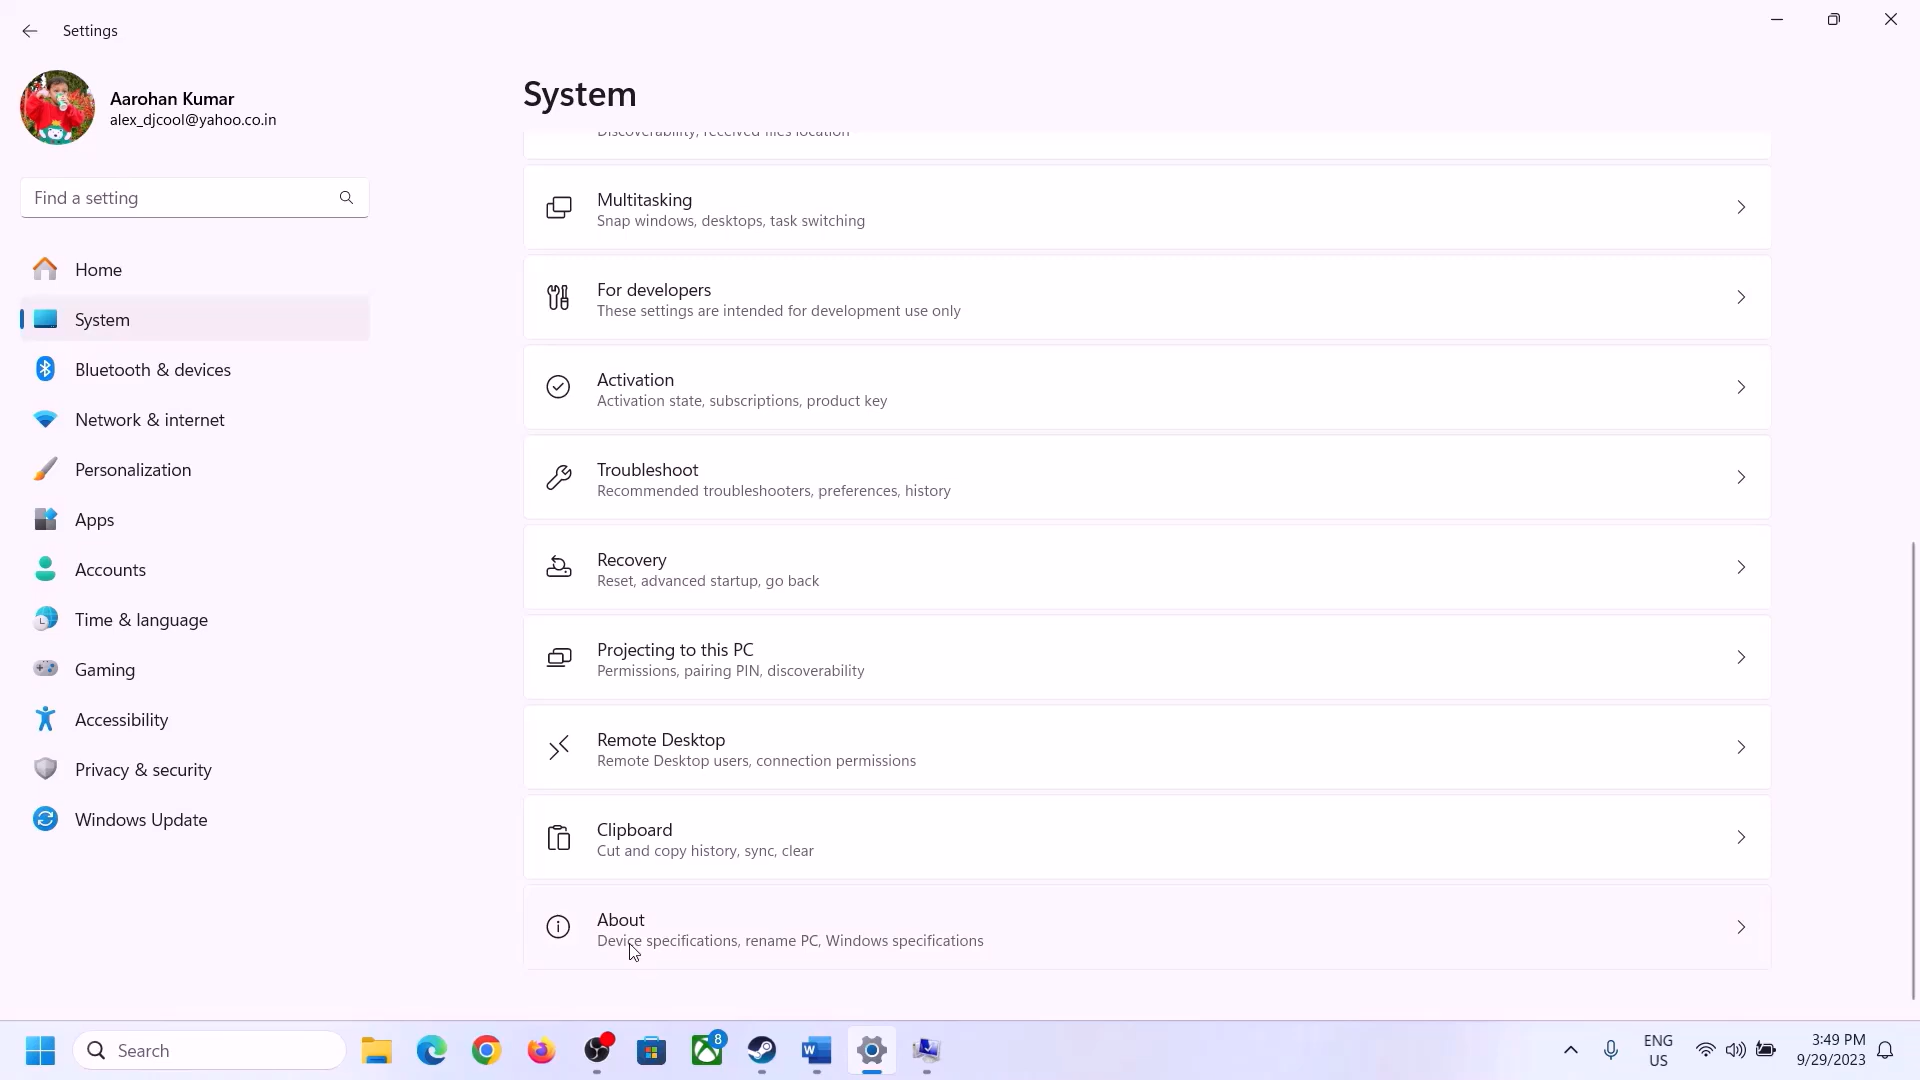 Settings
Aarohan Kumar
alex_djcool@yahoo.co.in
Find a setting
Home
System
Bluetooth & devices
Network & internet
Personalization
Apps
Accounts
Time & language
Gaming
Accessibility
Privacy & security
Windows Update
System
Discoverability, received files location
Multitasking
Snap windows, desktops, task switching
For developers
These settings are intended for development use only
Activation
Activation state, subscriptions, product key
Troubleshoot
Recommended troubleshooters, preferences, history
Recovery
Reset, advanced startup, go back
Projecting to this PC
Permissions, pairing PIN, discoverability
Remote Desktop
Remote Desktop users, connection permissions
Clipboard
Cut and copy history, sync, clear
About
Device specifications, rename PC, Windows specifications
Search
8
ENG
US
3:49 PM
9/29/2023